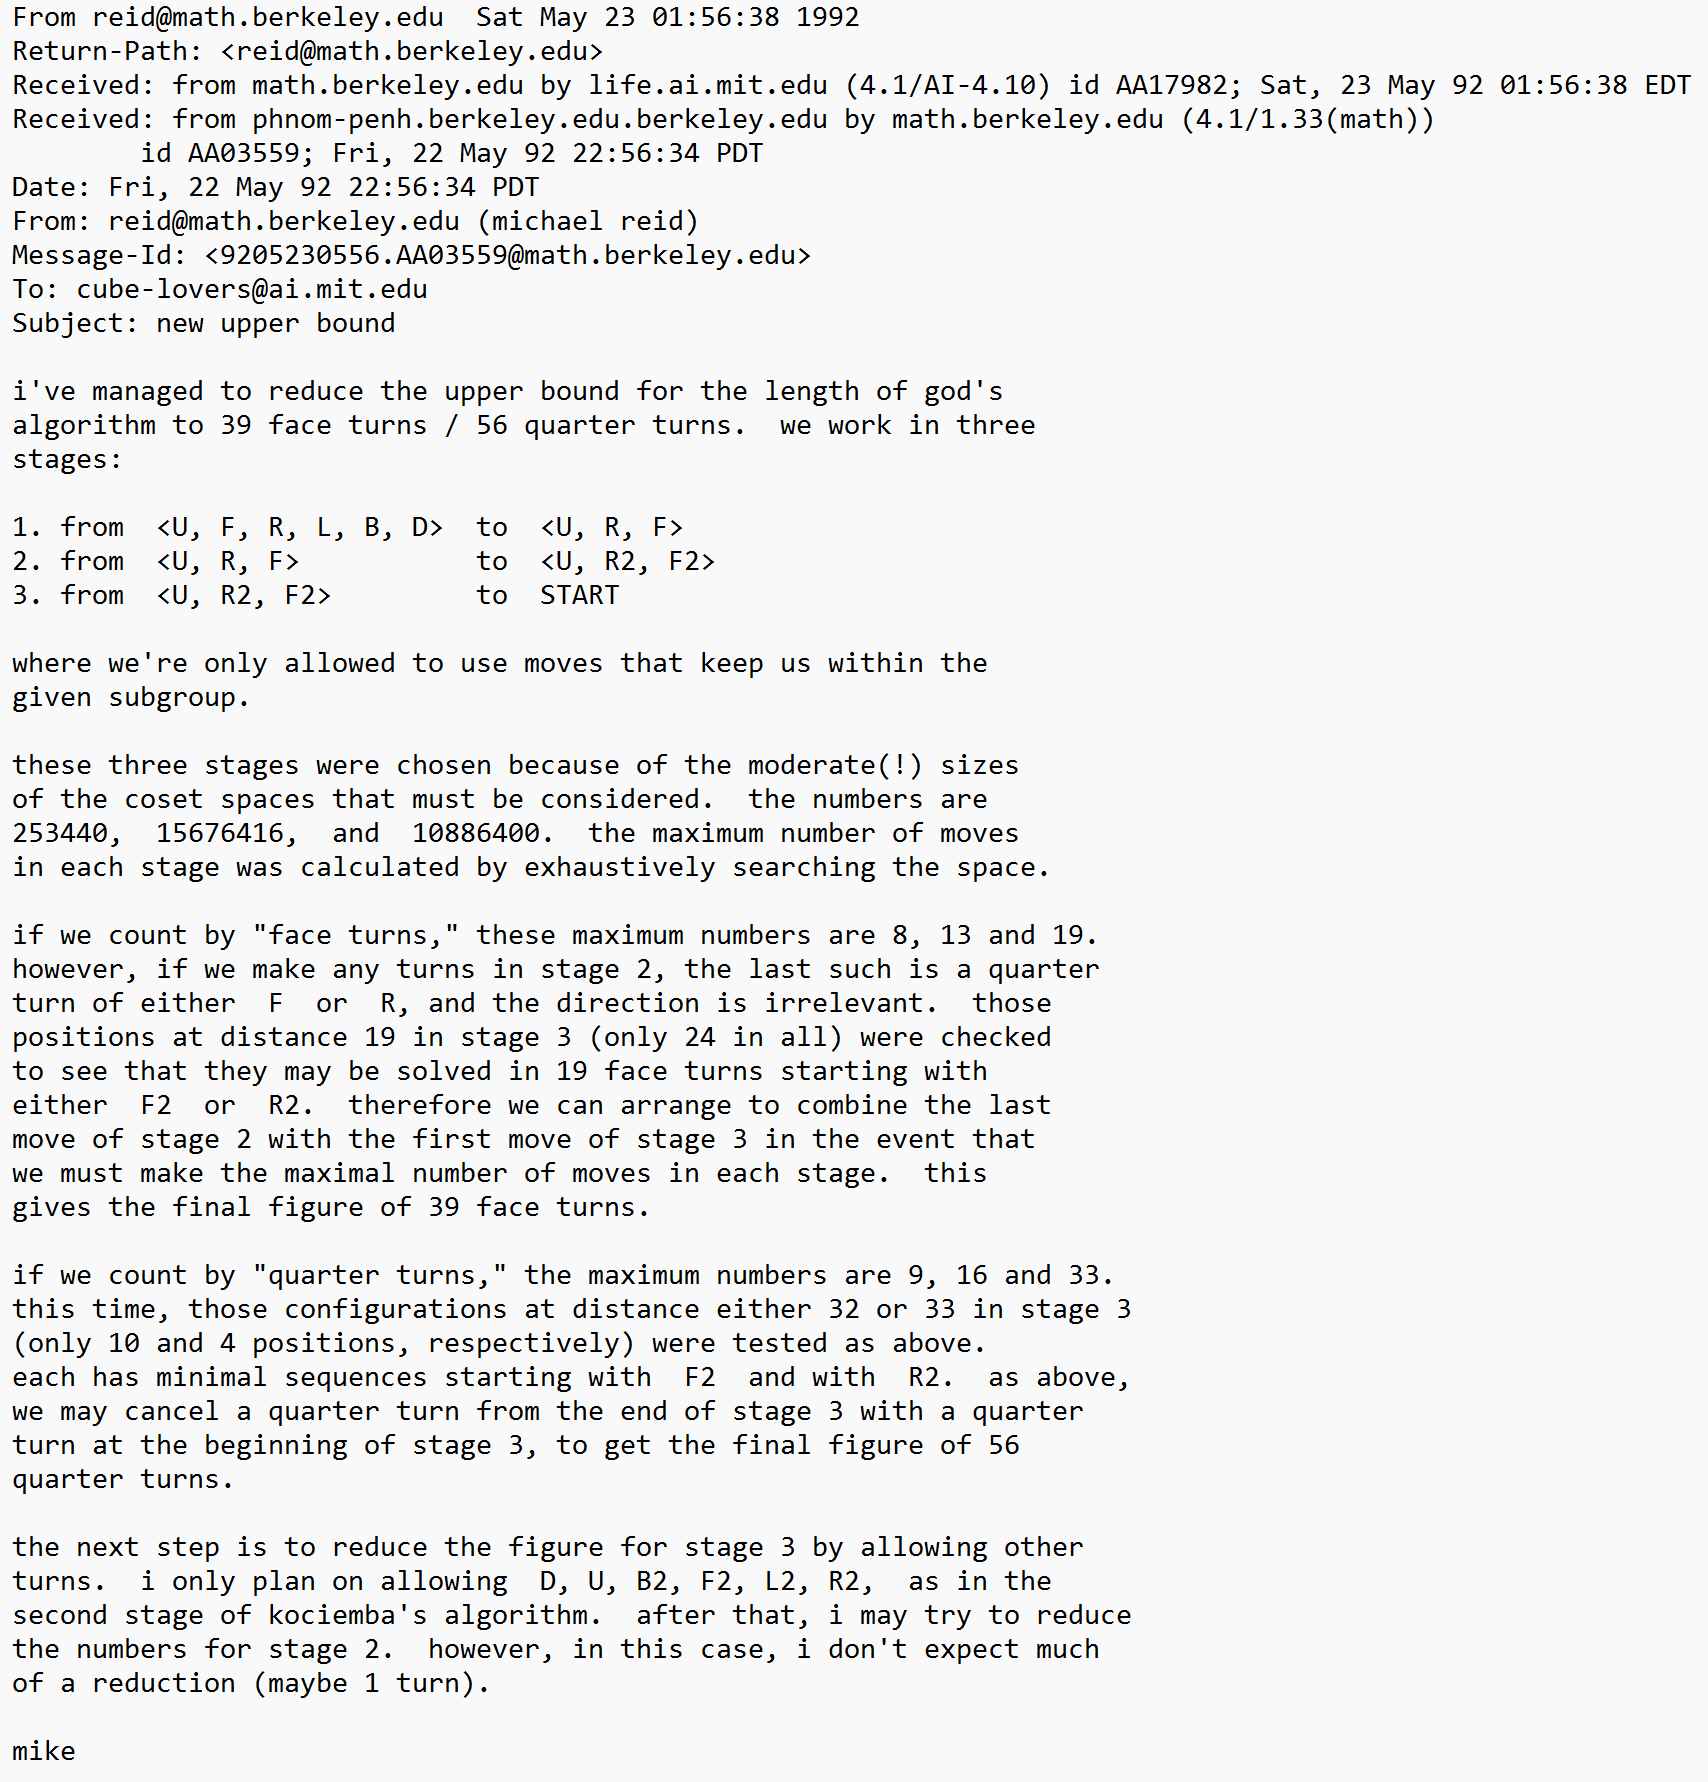 From reid@math.berkeley.edu  Sat May 23 01:56:38 1992
Return-Path: <reid@math.berkeley.edu>
Received: from math.berkeley.edu by life.ai.mit.edu (4.1/AI-4.10) id AA17982; Sat, 23 May 92 01:56:38 EDT
Received: from phnom-penh.berkeley.edu.berkeley.edu by math.berkeley.edu (4.1/1.33(math))
        id AA03559; Fri, 22 May 92 22:56:34 PDT
Date: Fri, 22 May 92 22:56:34 PDT
From: reid@math.berkeley.edu (michael reid)
Message-Id: <9205230556.AA03559@math.berkeley.edu>
To: cube-lovers@ai.mit.edu
Subject: new upper bound

i've managed to reduce the upper bound for the length of god's
algorithm to 39 face turns / 56 quarter turns.  we work in three
stages:

1. from  <U, F, R, L, B, D>  to  <U, R, F>
2. from  <U, R, F>           to  <U, R2, F2>
3. from  <U, R2, F2>         to  START

where we're only allowed to use moves that keep us within the
given subgroup.

these three stages were chosen because of the moderate(!) sizes
of the coset spaces that must be considered.  the numbers are
253440,  15676416,  and  10886400.  the maximum number of moves
in each stage was calculated by exhaustively searching the space.

if we count by "face turns," these maximum numbers are 8, 13 and 19.
however, if we make any turns in stage 2, the last such is a quarter
turn of either  F  or  R, and the direction is irrelevant.  those
positions at distance 19 in stage 3 (only 24 in all) were checked
to see that they may be solved in 19 face turns starting with
either  F2  or  R2.  therefore we can arrange to combine the last
move of stage 2 with the first move of stage 3 in the event that
we must make the maximal number of moves in each stage.  this
gives the final figure of 39 face turns.

if we count by "quarter turns," the maximum numbers are 9, 16 and 33.
this time, those configurations at distance either 32 or 33 in stage 3
(only 10 and 4 positions, respectively) were tested as above.
each has minimal sequences starting with  F2  and with  R2.  as above,
we may cancel a quarter turn from the end of stage 3 with a quarter
turn at the beginning of stage 3, to get the final figure of 56
quarter turns.

the next step is to reduce the figure for stage 3 by allowing other
turns.  i only plan on allowing  D, U, B2, F2, L2, R2,  as in the
second stage of kociemba's algorithm.  after that, i may try to reduce
the numbers for stage 2.  however, in this case, i don't expect much
of a reduction (maybe 1 turn).

mike